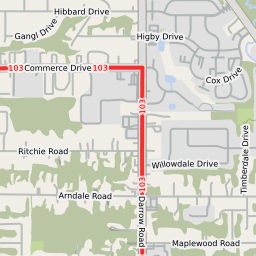 Hibbard Drive
Gangl Drive
Higby Drive
103 Commerce Drive 103
Cox Drive
103
Timberdale Drive
Ritchie Road
Willowdale Drive
103
Arndale Road
Darrow Road
Maplewood Road